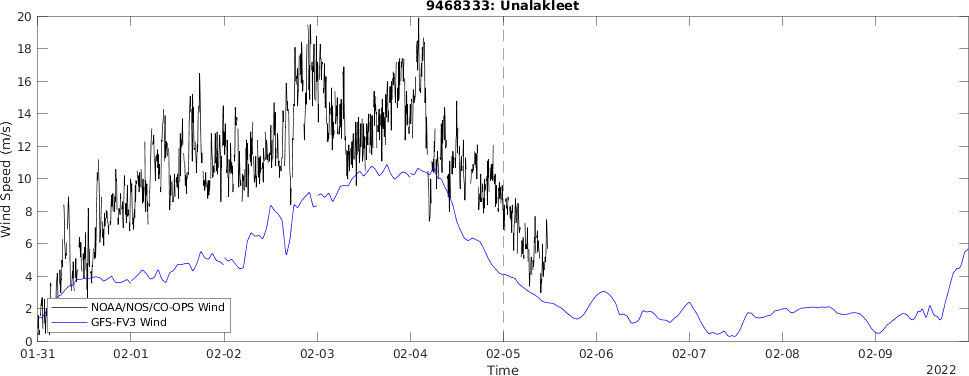 9468333: Unalakleet
20
18
16
14
12
10
8
6
4
2
0
Wind Speed (m/s)
NOAA/NOS/CO-OPS Wind
GFS-FV3 Wind
01-31 02-01 02-02 02-03 02-04 02-05 02-06 02-07 02-08 02-09
Time
2022